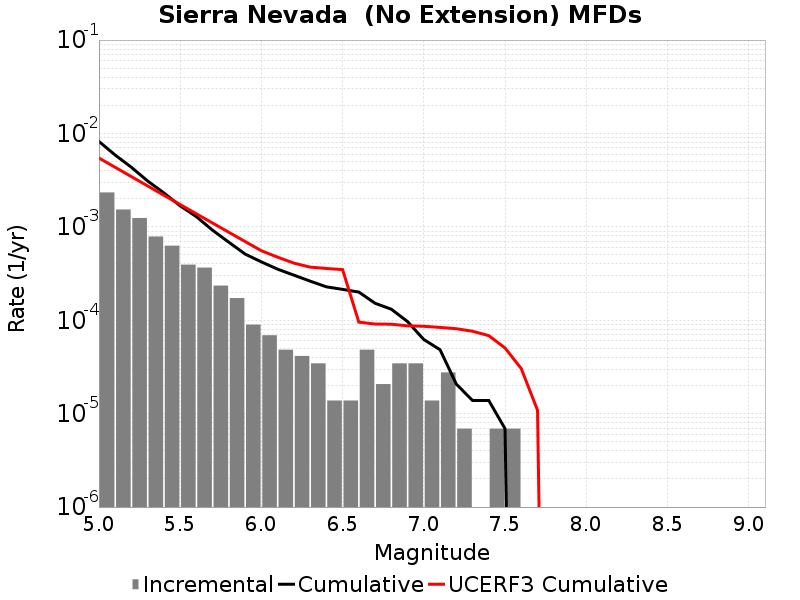 Sierra Nevada  (No Extension) MFDs
10^-1
10^-2
10^-3
10^-4
10^-5
10^-6
Rate (1/yr)
5.0 5.5 6.0 6.5 7.0 7.5 8.0 8.5 9.0
Magnitude
Incremental Cumulative UCERF3 Cumulative